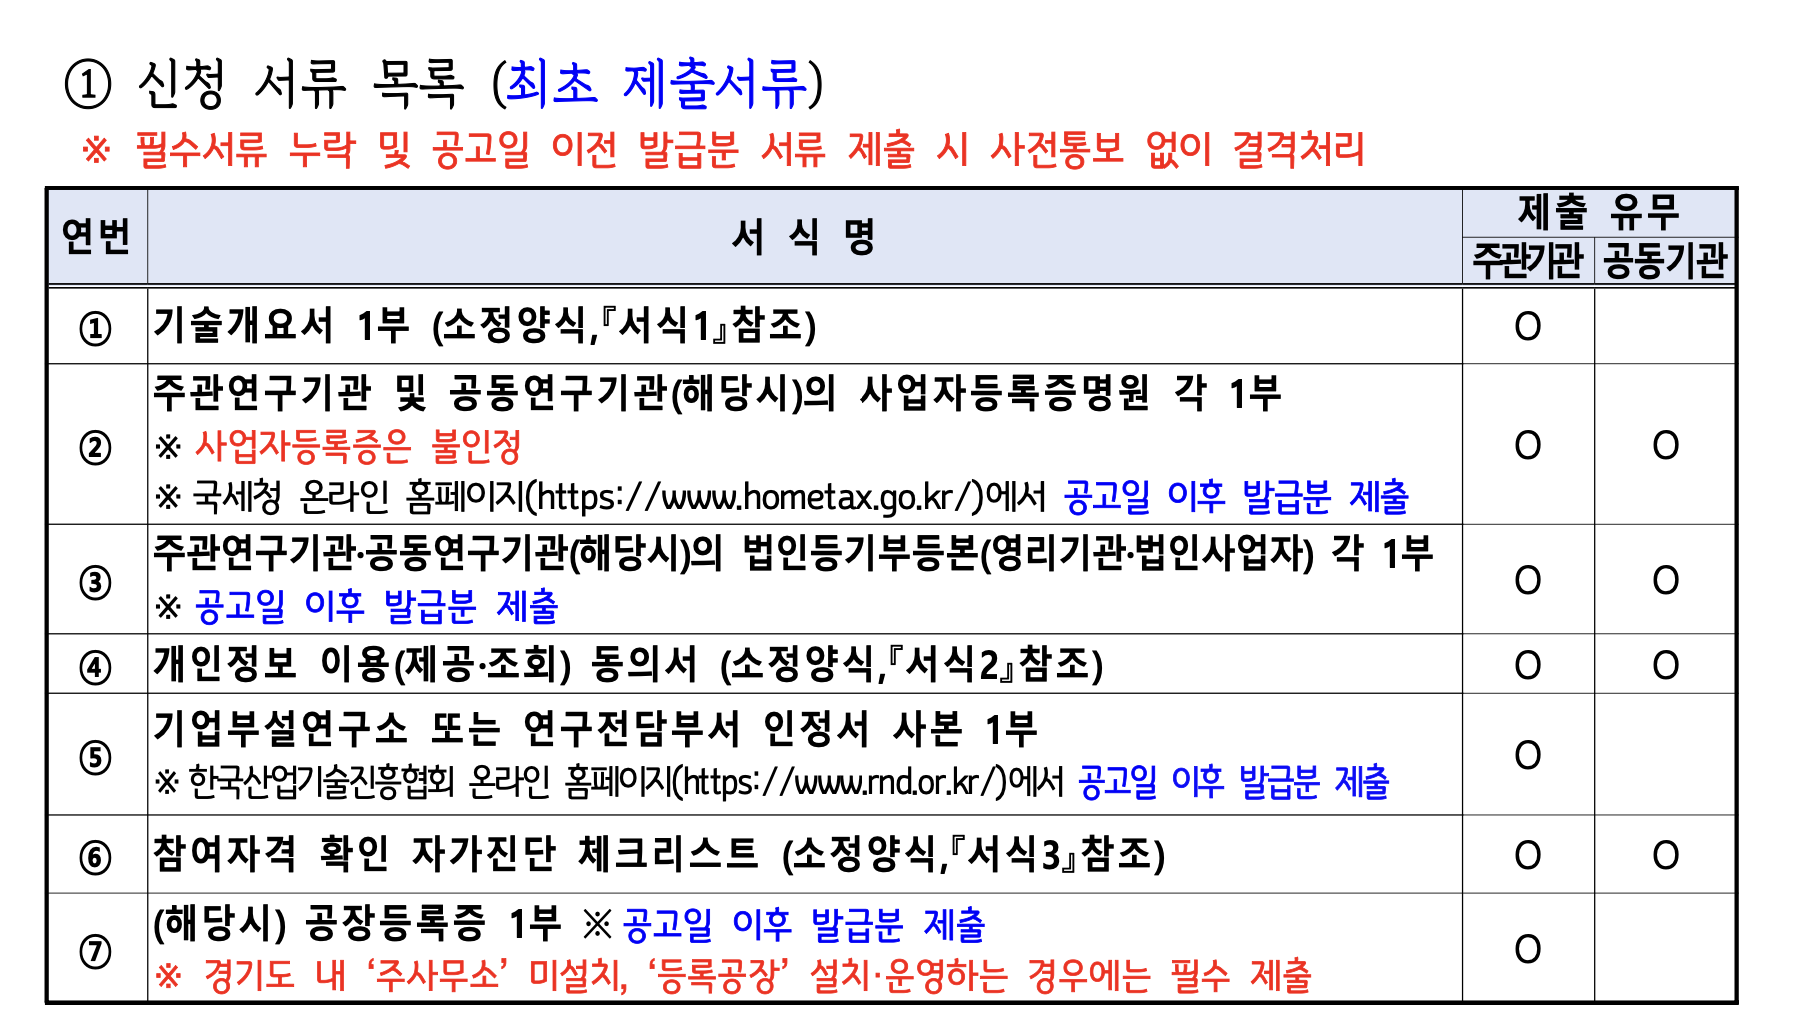 ① 신청 서류 목록 (최초 제출서류)
※ 필수서류 누락 및 공고일 이전 발급분 서류 제출 시 사전통보 없이 결격처리
연번 서 식 명 제출 유무
주관기관 공동기관
① 기술개요서 1부 (소정양식,『서식1』참조) O
② 주관연구기관 및 공동연구기관(해당시)의 사업자등록증명원 각 1부
※ 사업자등록증은 불인정 O O
※ 국세청 온라인 홈페이지(https://www.hometax.go.kr/)에서 공고일 이후 발급분 제출
③ 주관연구기관·공동연구기관(해당시)의 법인등기부등본(영리기관·법인사업자) 각 1부 O O
※ 공고일 이후 발급분 제출
④ 개인정보 이용(제공·조회) 동의서 (소정양식,『서식2』참조) O O
⑤ 기업부설연구소 또는 연구전담부서 인정서 사본 1부 O
※ 한국산업기술진흥협회 온라인 홈페이지(https://www.rnd.or.kr/)에서 공고일 이후 발급분 제출
⑥ 참여자격 확인 자가진단 체크리스트 (소정양식,『서식3』참조) O O
⑦ (해당시) 공장등록증 1부 ※ 공고일 이후 발급분 제출 O
※ 경기도 내 ‘주사무소’ 미설치, ‘등록공장’ 설치·운영하는 경우에는 필수 제출